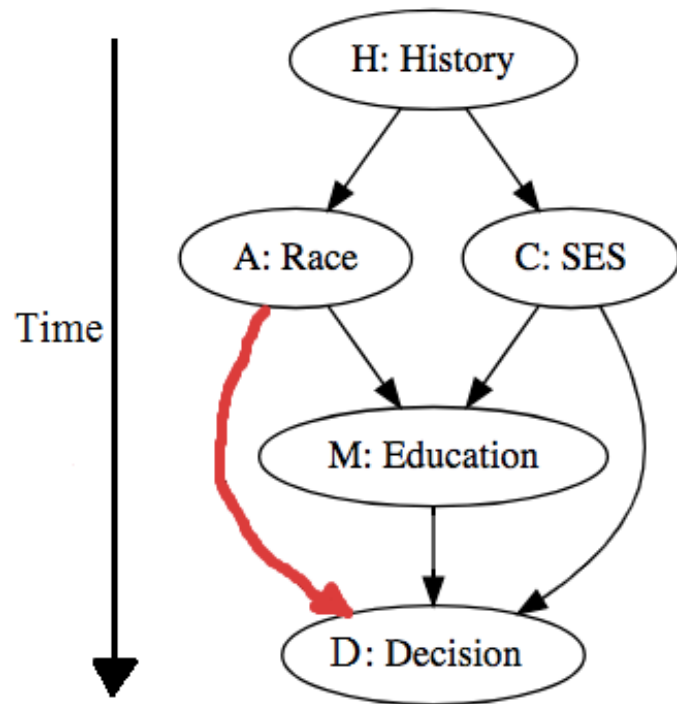 H: History
A: Race
C: SES
Time
M: Education
D: Decision